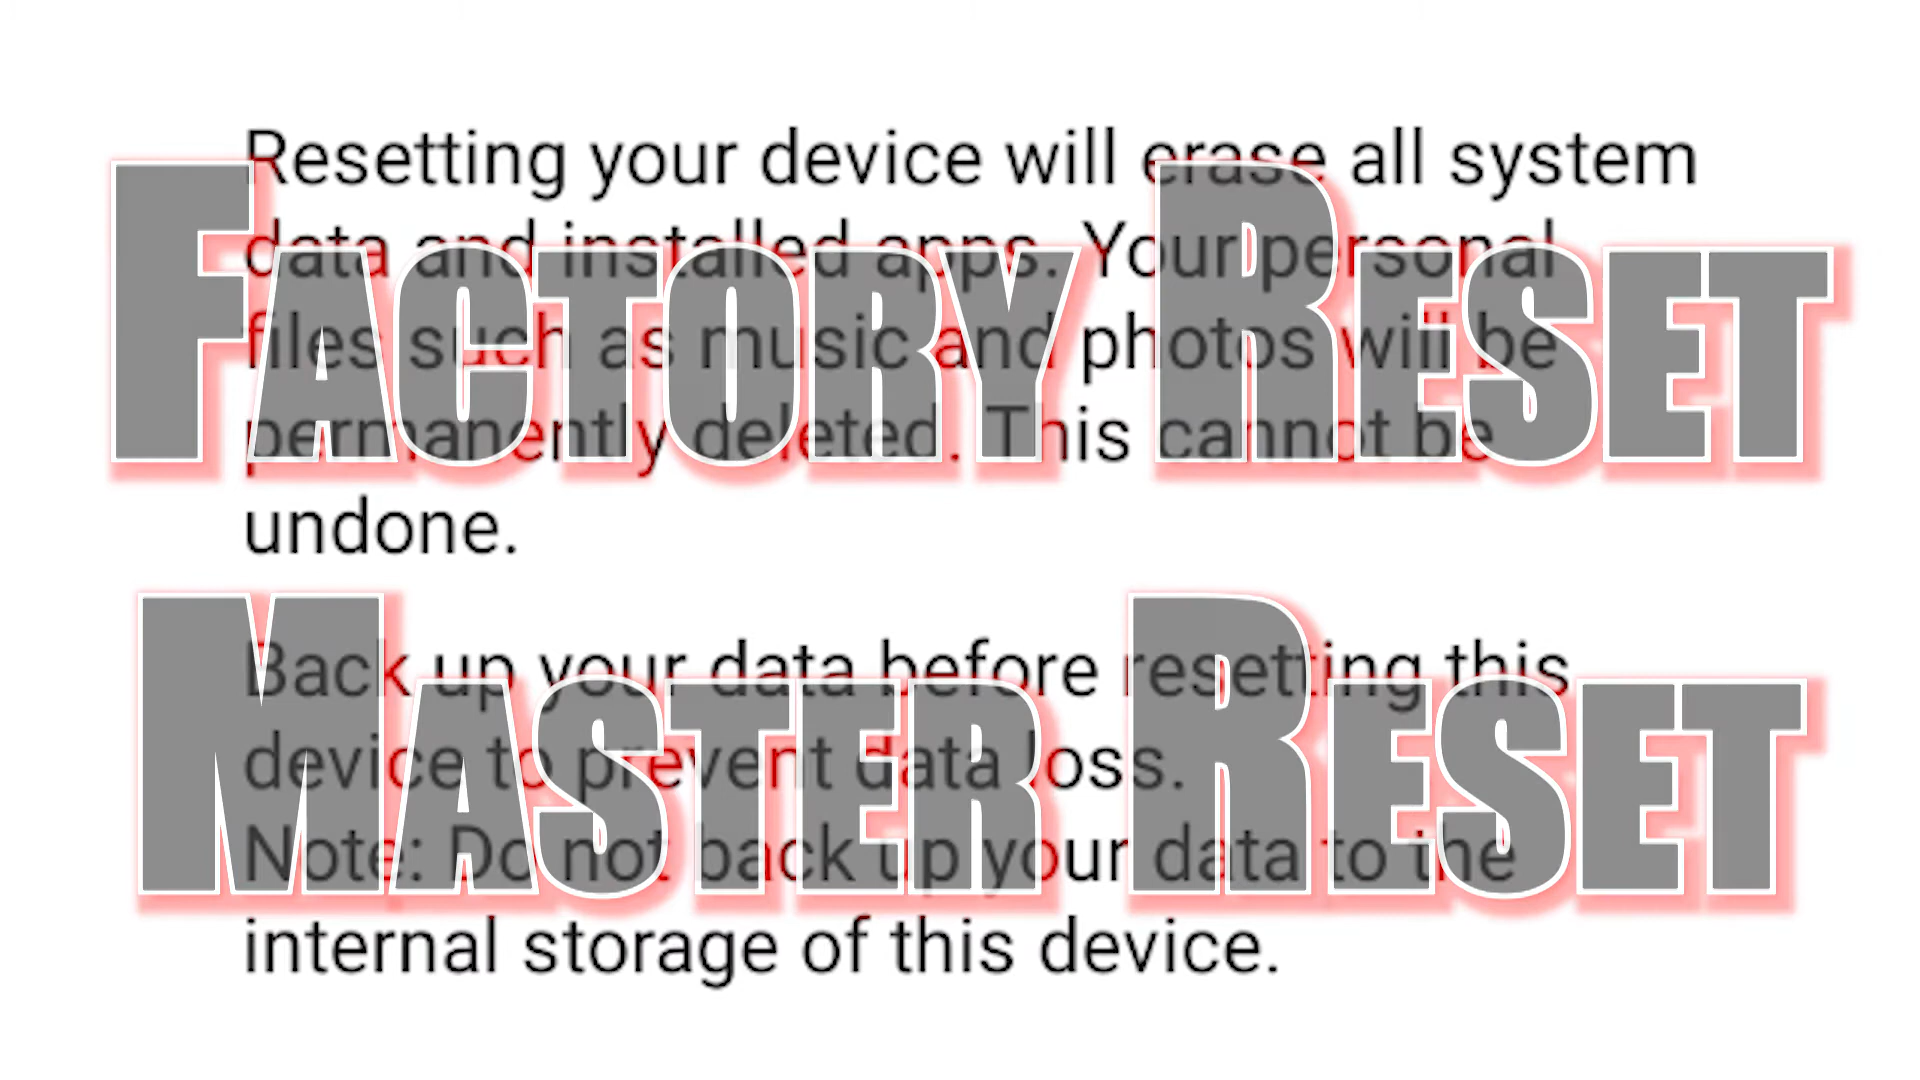 Resetting your device will erase all system
data and installed apps. Your personal
files such as music and photos will be
permanently deleted. This cannot be
undone.
Factory Reset
Back up your data before resetting this
device to prevent data loss.
Note: Do not back up your data to the
internal storage of this device.
Master Reset